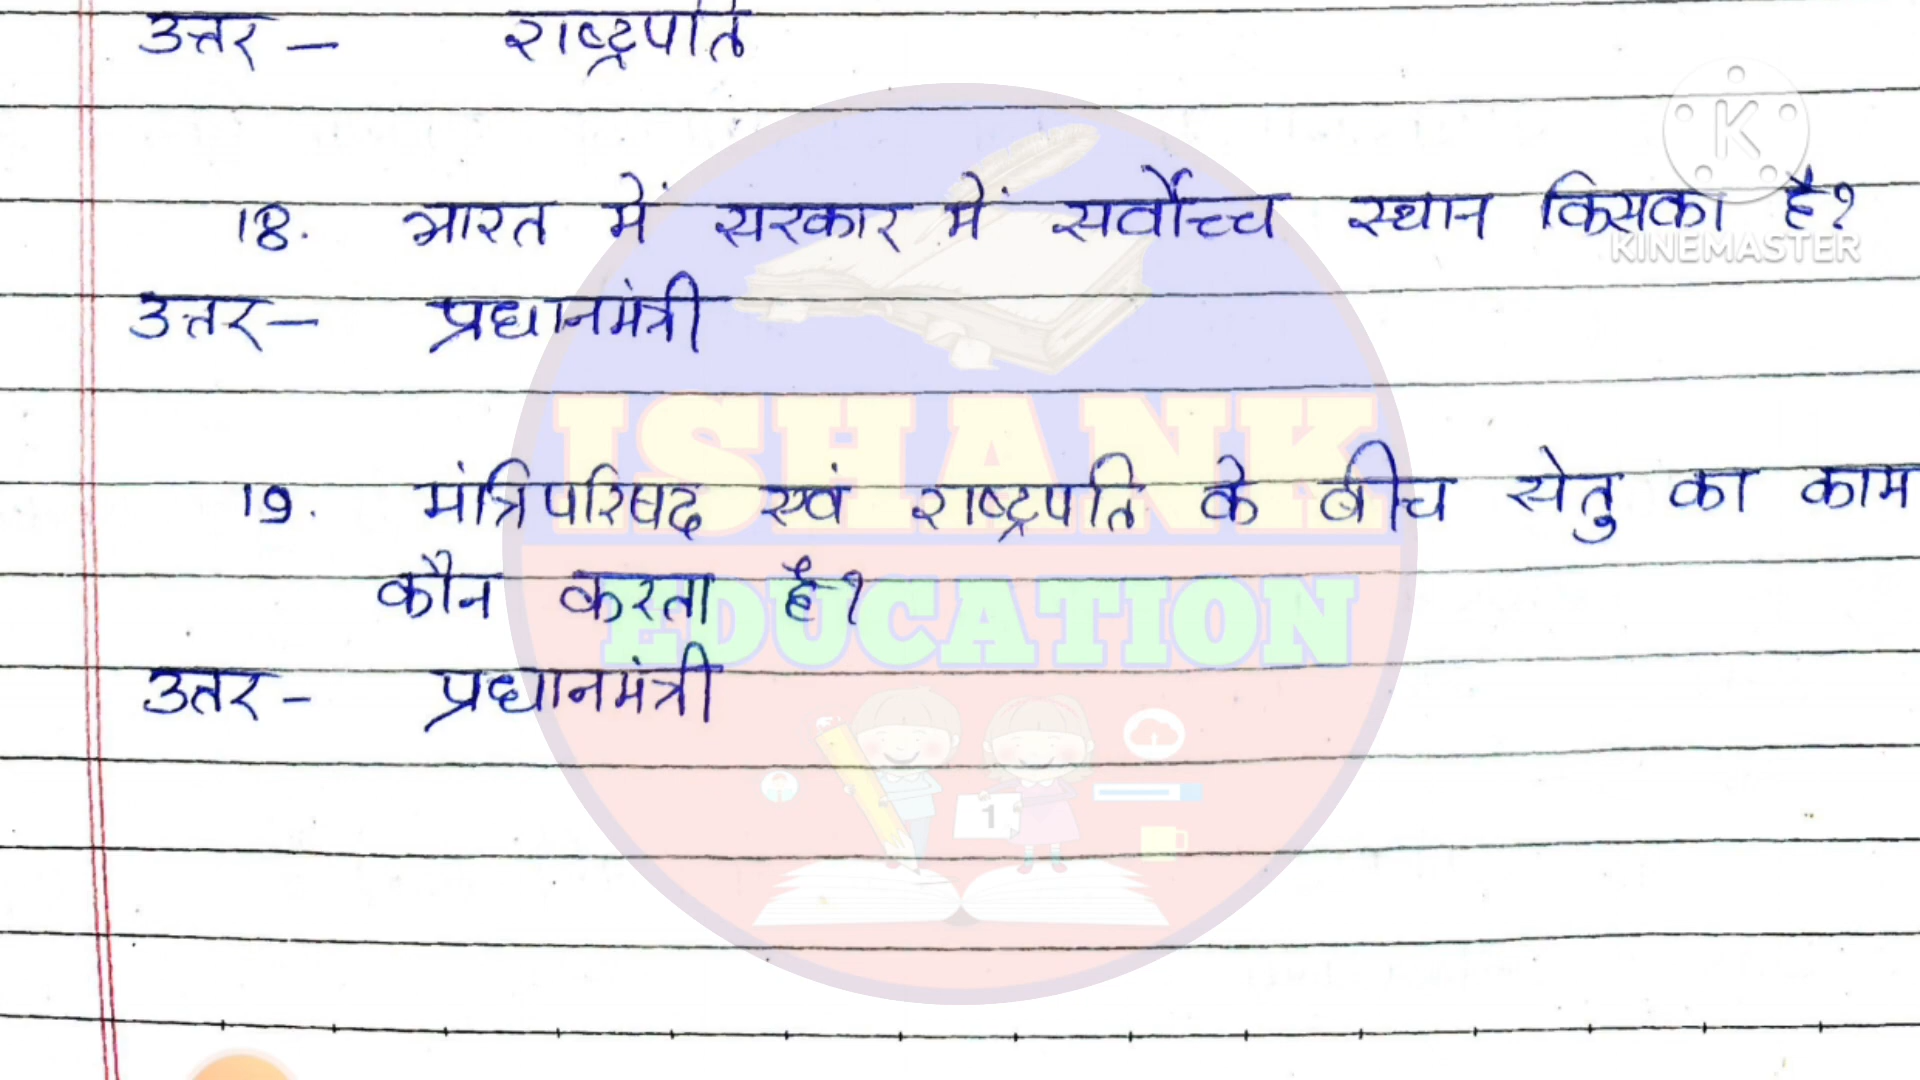 उत्तर – राष्ट्रपति
18. भारत में सरकार में सर्वोच्च स्थान किसका है?
KINEMASTER
उत्तर – प्रधानमंत्री
ISHANK
19. मंत्रिपरिषद एवं राष्ट्रपति के बीच सेतु का काम
कौन करता है?
EDUCATION
उत्तर - प्रधानमंत्री
1